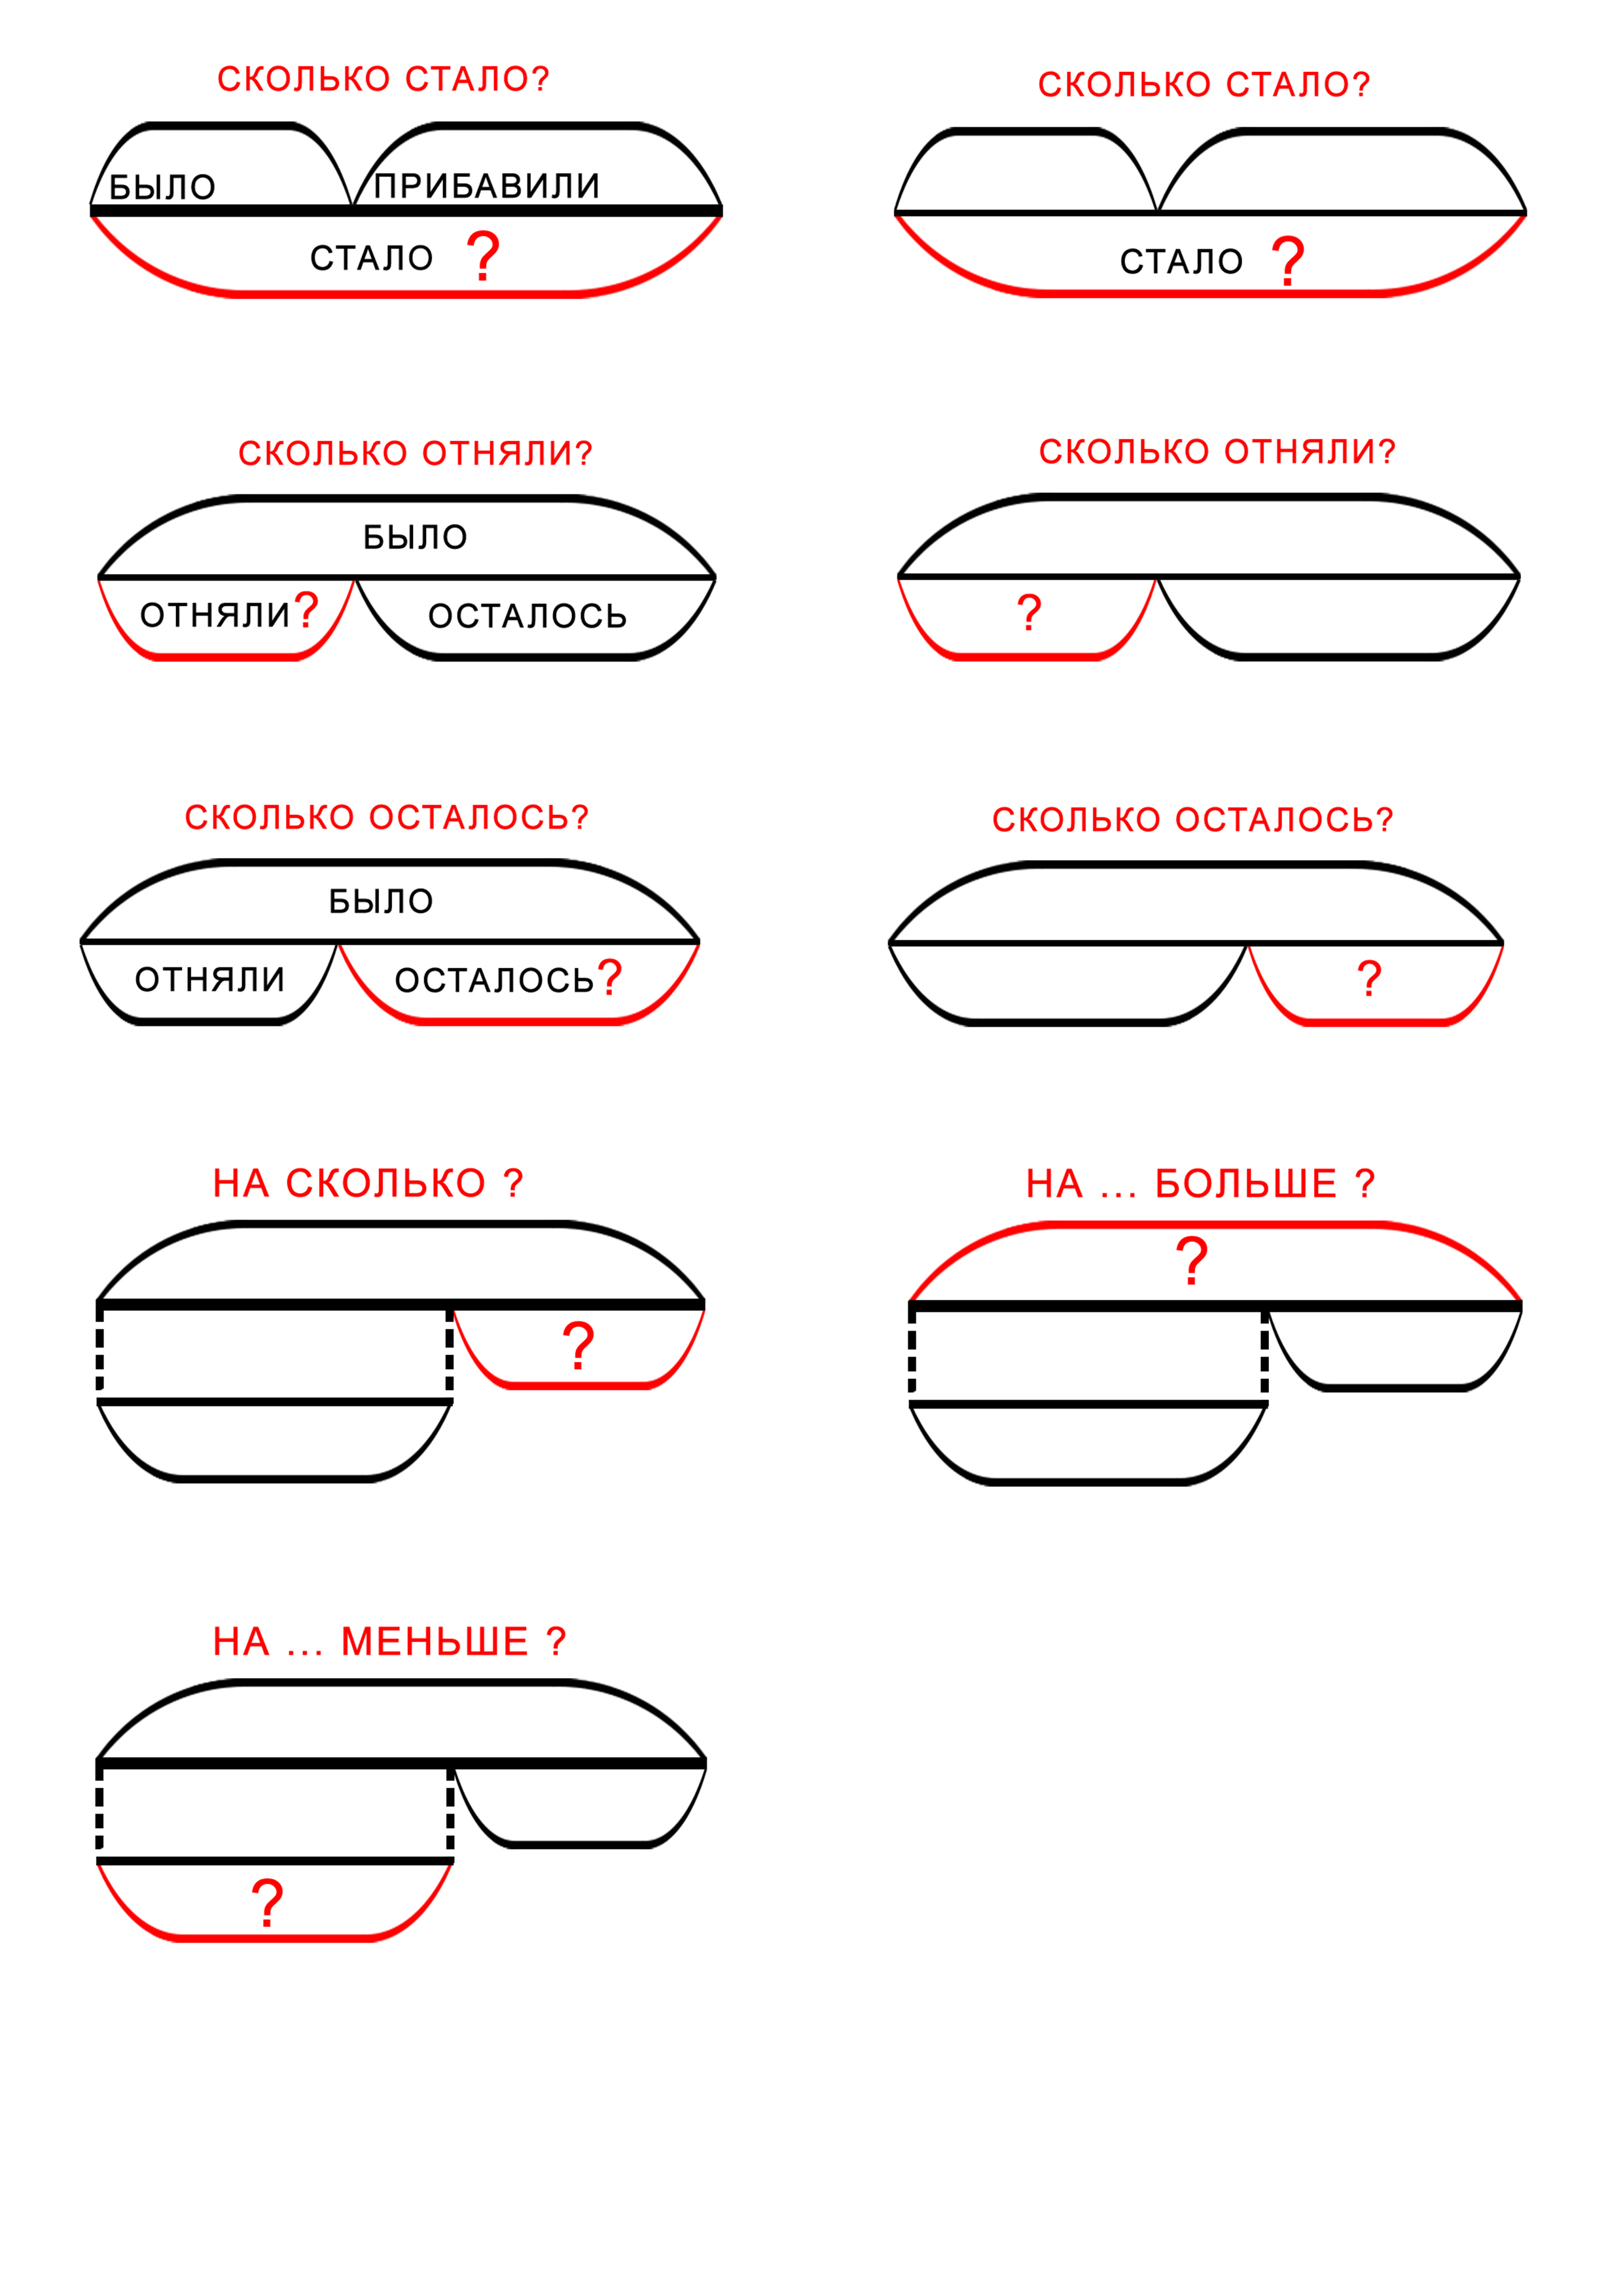 СКОЛЬКО СТАЛО?
БЫЛО
ПРИБАВИЛИ
СТАЛО ?
СКОЛЬКО СТАЛО?
СТАЛО ?
СКОЛЬКО ОТНЯЛИ?
БЫЛО
ОТНЯЛИ?
ОСТАЛОСЬ
СКОЛЬКО ОТНЯЛИ?
?
СКОЛЬКО ОСТАЛОСЬ?
БЫЛО
ОТНЯЛИ
ОСТАЛОСЬ?
СКОЛЬКО ОСТАЛОСЬ?
?
НА СКОЛЬКО ?
?
НА ... БОЛЬШЕ ?
?
НА ... МЕНЬШЕ ?
?